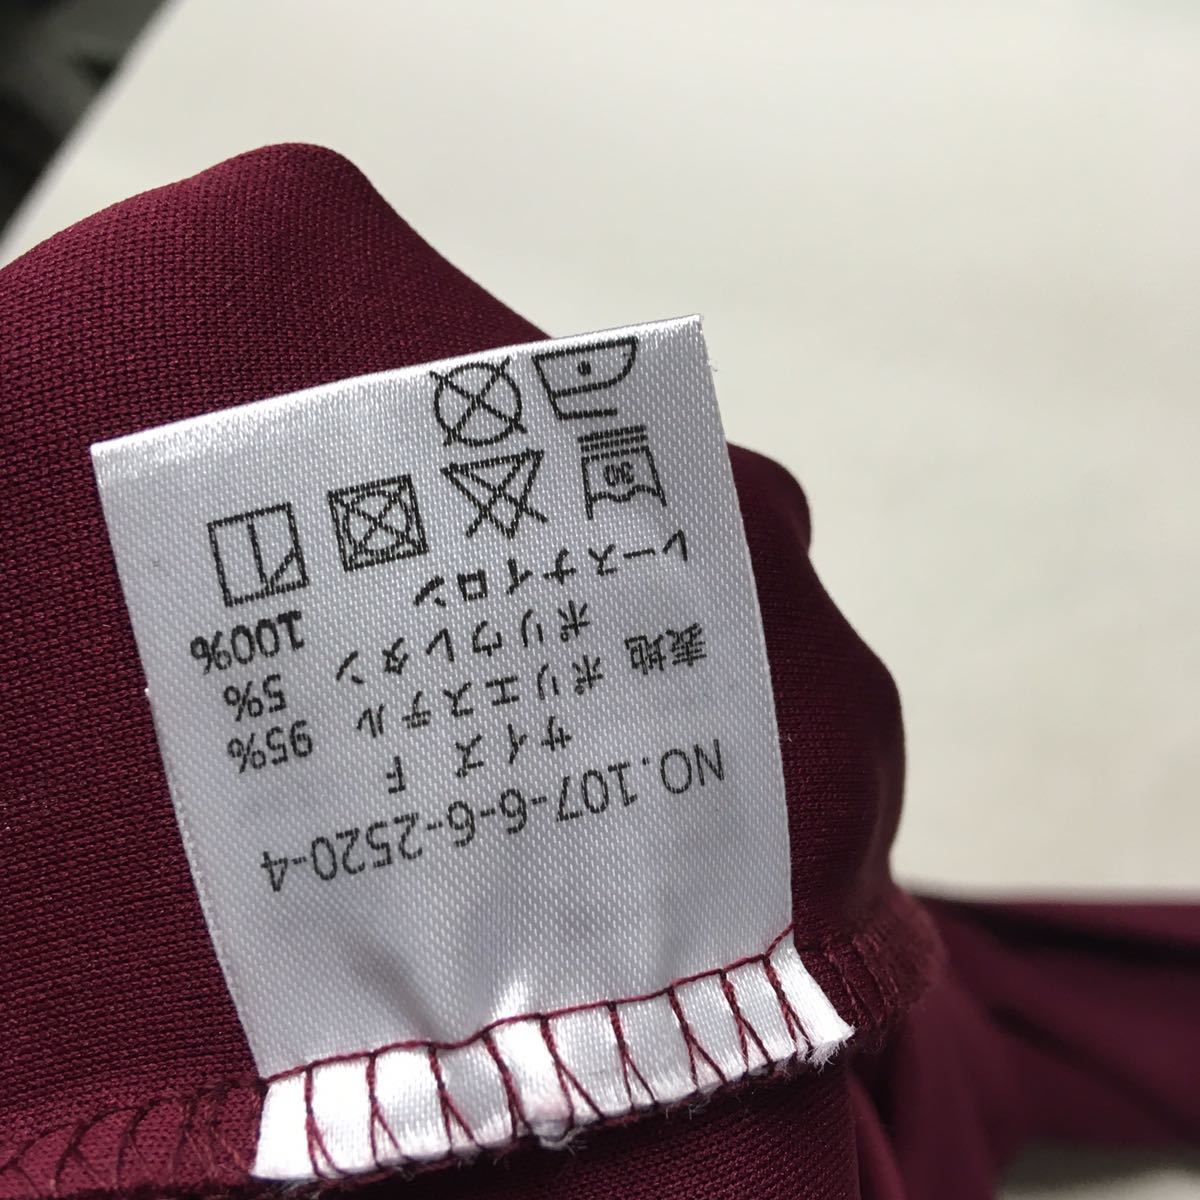 NO.107-6-6-2520-4
サイズ F
表地 ポリエステル 95%
ポリウレタン 5%
レースナイロン 100%
30